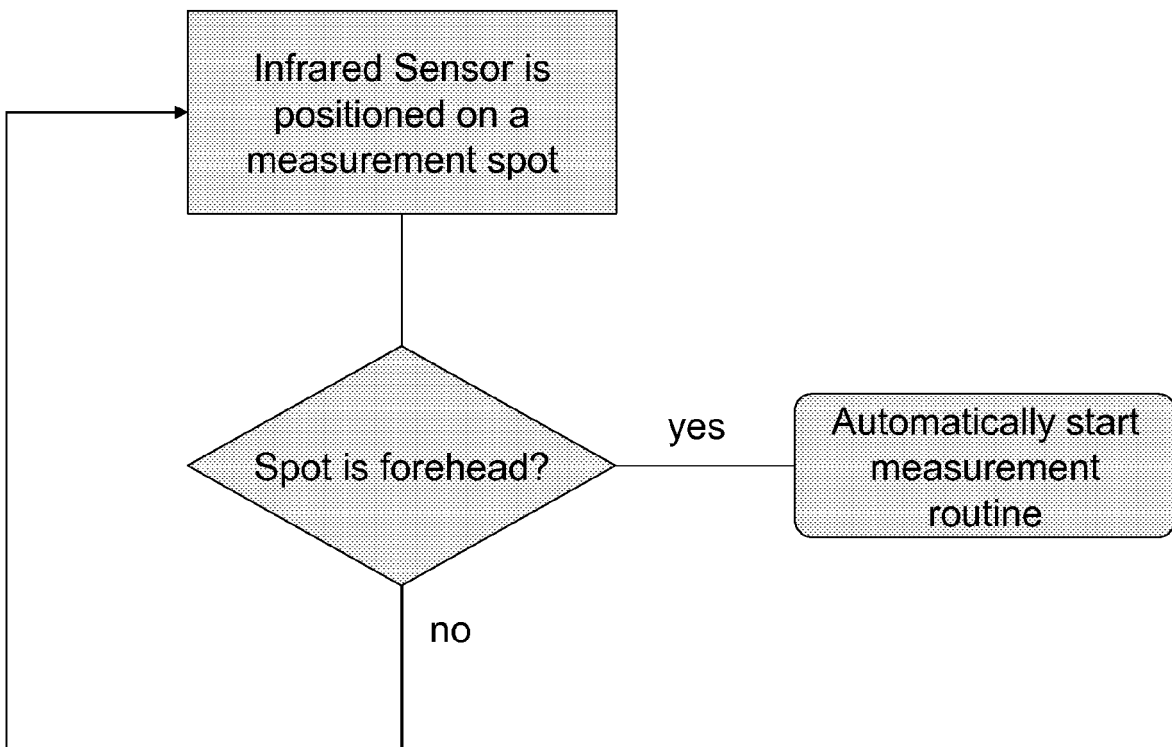 Infrared Sensor is
positioned on a
measurement spot
Spot is forehead?
yes
Automatically start
measurement
routine
no